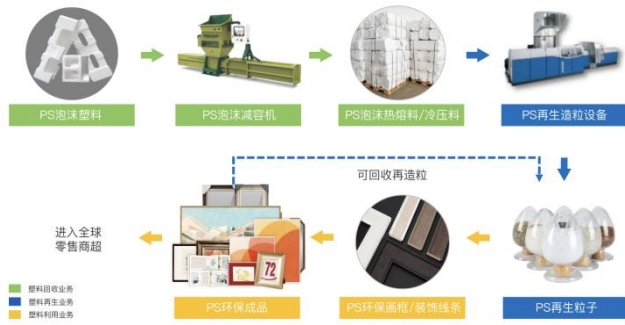 PS泡沫塑料
PS泡沫减容机
PS泡沫热熔料/冷压料
PS再生造粒设备
可回收再造粒
进入全球
零售商超
72
塑料回收业务
塑料再生业务
塑料利用业务
PS环保成品
PS环保画框/装饰线条
PS再生粒子